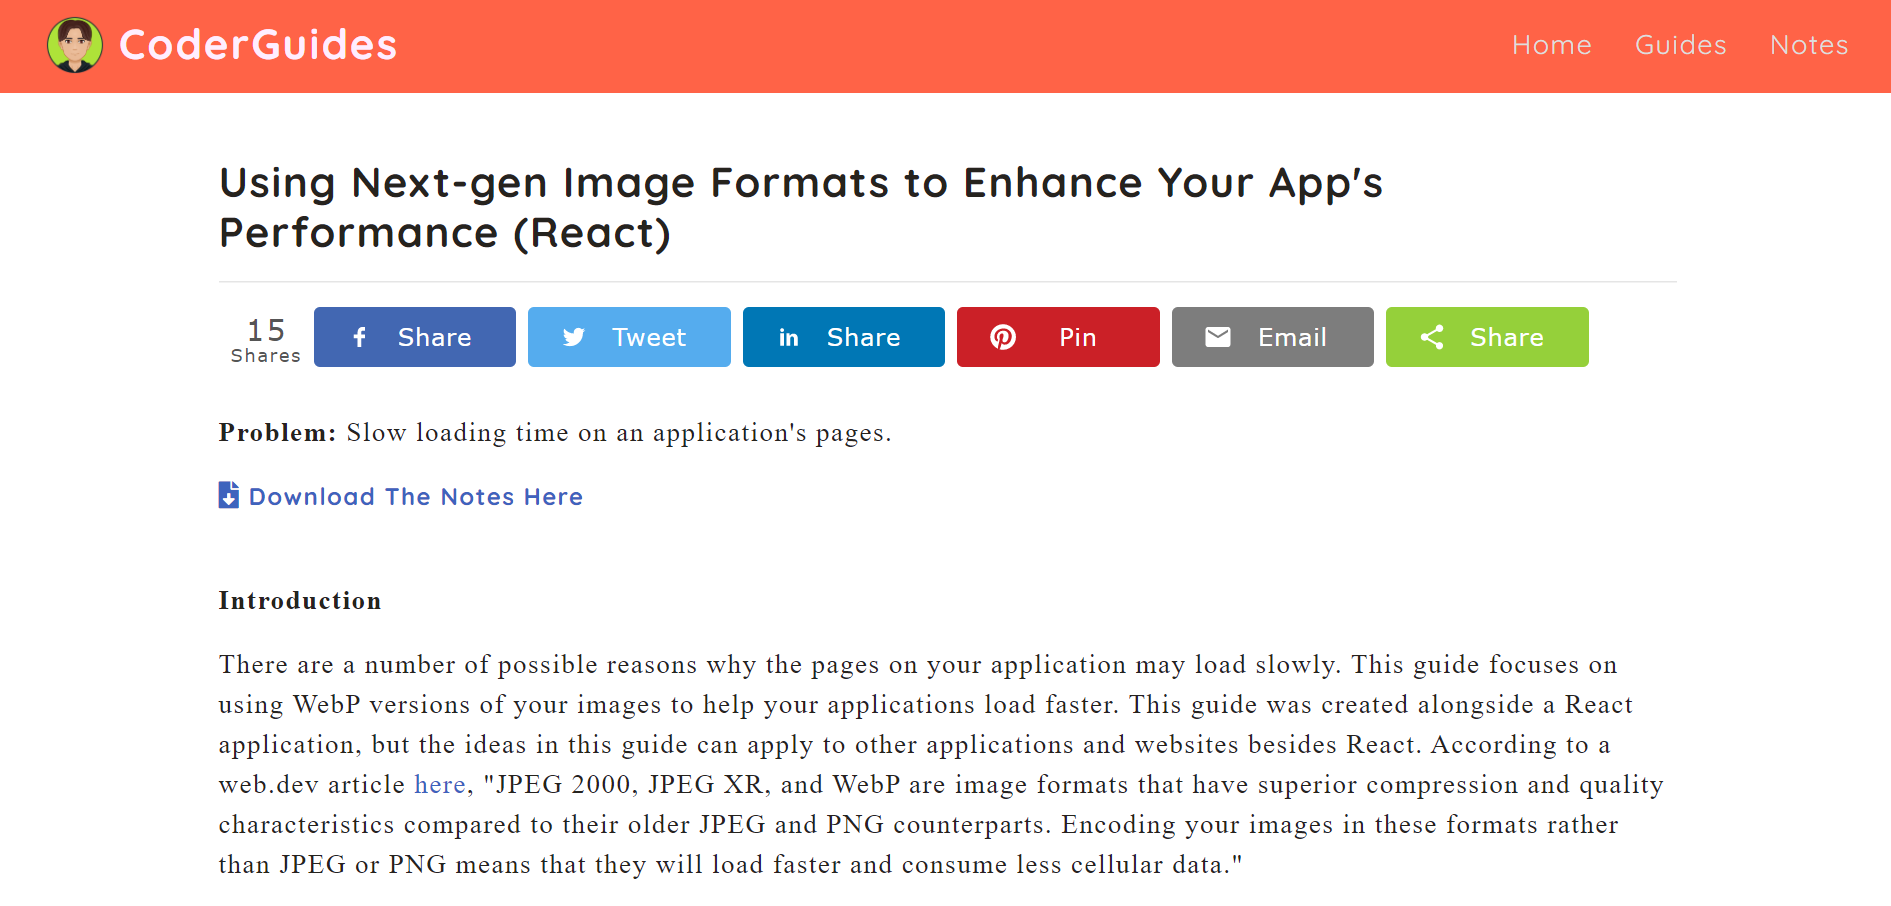 CoderGuides
Home Guides Notes
Using Next-gen Image Formats to Enhance Your App's
Performance (React)
15
Shares
Share
Tweet
Share
Pin
Email
Share
Problem: Slow loading time on an application's pages.
Download The Notes Here
Introduction
There are a number of possible reasons why the pages on your application may load slowly. This guide focuses on
using WebP versions of your images to help your applications load faster. This guide was created alongside a React
application, but the ideas in this guide can apply to other applications and websites besides React. According to a
web.dev article here, "JPEG 2000, JPEG XR, and WebP are image formats that have superior compression and quality
characteristics compared to their older JPEG and PNG counterparts. Encoding your images in these formats rather
than JPEG or PNG means that they will load faster and consume less cellular data."